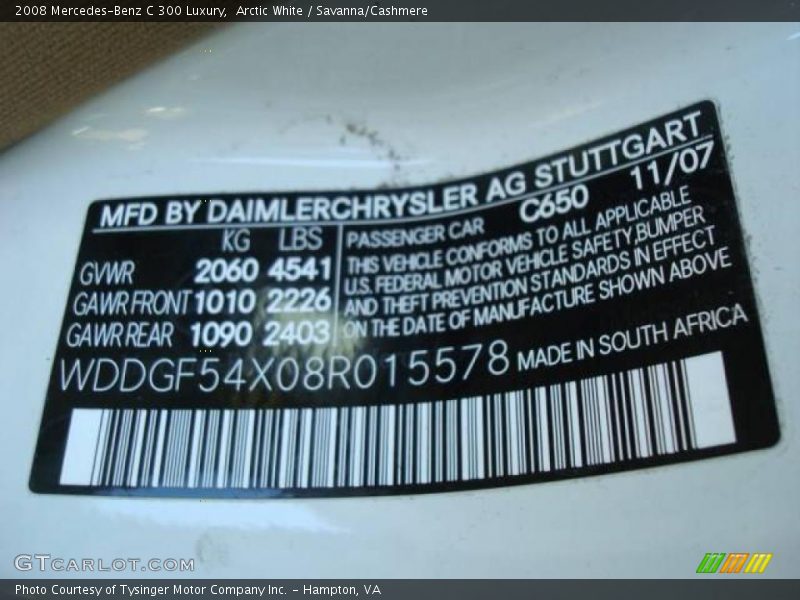 2008 Mercedes-Benz C 300 Luxury,  Arctic White / Savanna/Cashmere
MFD BY DAIMLERCHRYSLER AG STUTTGART
KG LBS
GVWR 2060 4541
GAWR FRONT 1010 2226
GAWR REAR 1090 2403
C650 11/07
PASSENGER CAR
THIS VEHICLE CONFORMS TO ALL APPLICABLE
U.S. FEDERAL MOTOR VEHICLE SAFETY,BUMPER
AND THEFT PREVENTION STANDARDS IN EFFECT
ON THE DATE OF MANUFACTURE SHOWN ABOVE
WDDGF54X08R015578 MADE IN SOUTH AFRICA
GTCARLOT.COM
Photo Courtesy of Tysinger Motor Company Inc. - Hampton, VA